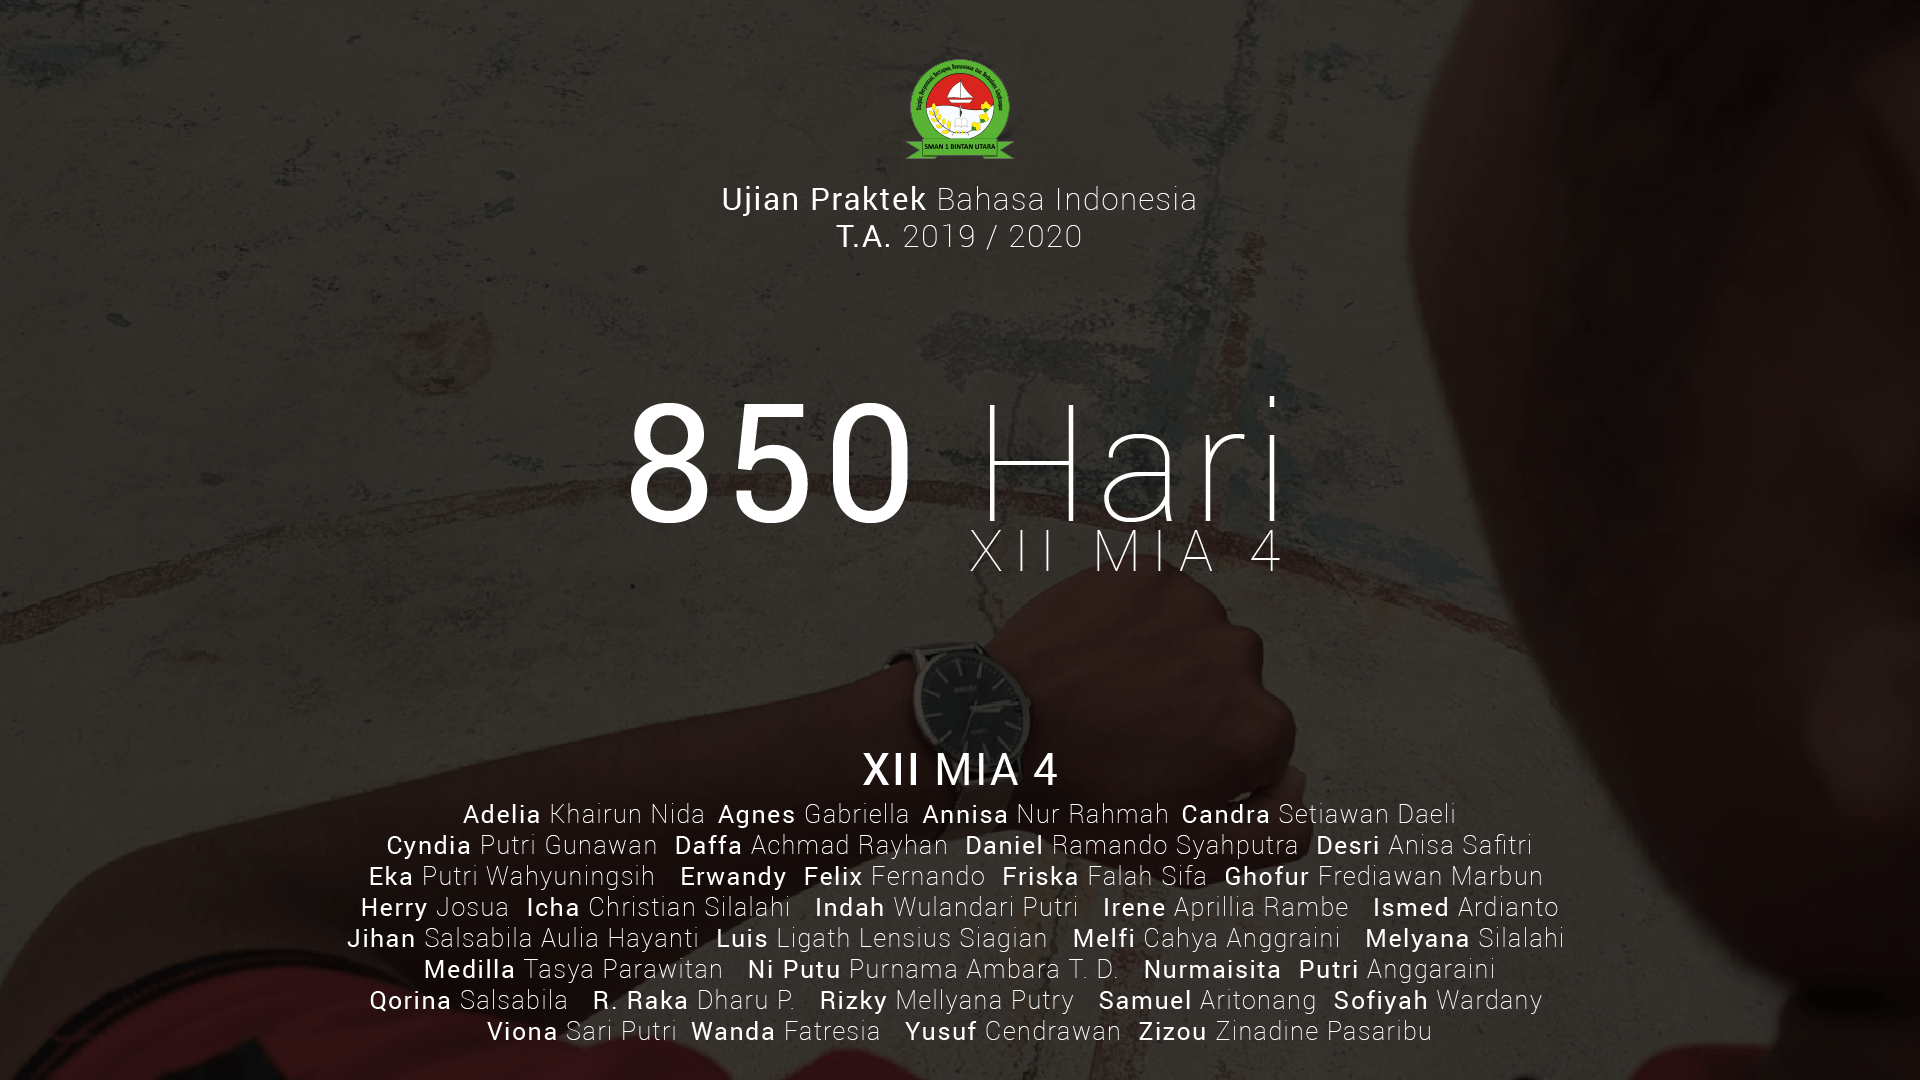 SMAN 1 BINTAN UTARA
Ujian Praktek Bahasa Indonesia
T.A. 2019 / 2020
850 Hari
XII MIA 4
XII MIA 4
Adelia Khairun Nida Agnes Gabriella Annisa Nur Rahmah Candra Setiawan Daeli
Cyndia Putri Gunawan Daffa Achmad Rayhan Daniel Ramando Syahputra Desri Anisa Safitri
Eka Putri Wahyuningsih Erwandy Felix Fernando Friska Falah Sifa Ghofur Frediawan Marbun
Herry Josua Icha Christian Silalahi Indah Wulandari Putri Irene Aprillia Rambe Ismed Ardianto
Jihan Salsabila Aulia Hayanti Luis Ligath Lensius Siagian Melfi Cahya Anggraini Melyana Silalahi
Medilla Tasya Parawitan Ni Putu Purnama Ambara T. D. Nurmaisita Putri Anggaraini
Qorina Salsabila R. Raka Dharu P. Rizky Mellyana Putry Samuel Aritonang Sofiyah Wardany
Viona Sari Putri Wanda Fatresia Yusuf Cendrawan Zizou Zinadine Pasaribu